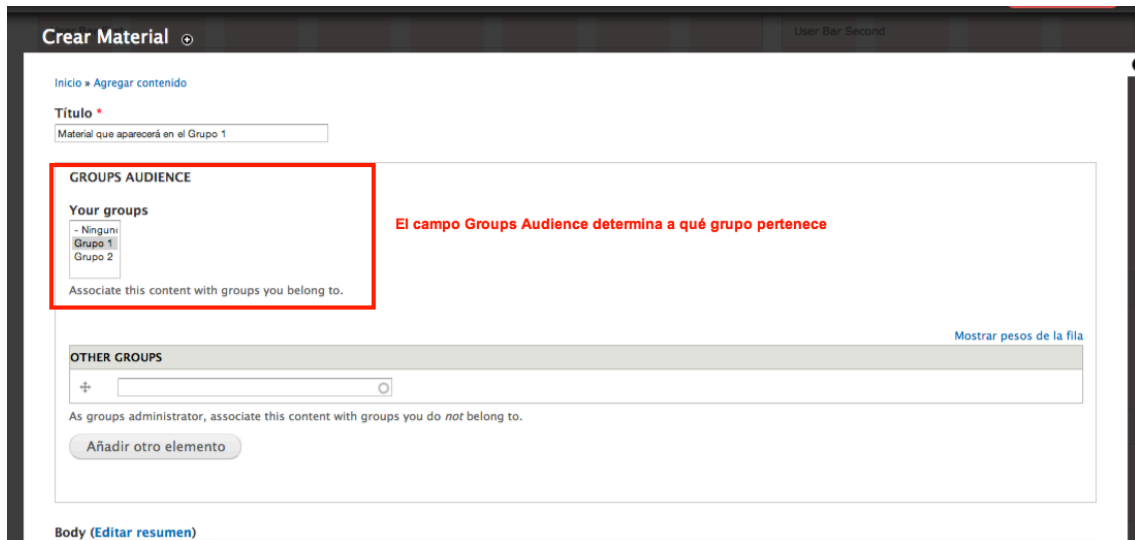 User Bar Second
Crear Material
Inicio » Agregar contenido
Título *
Material que aparecerá en el Grupo 1
GROUPS AUDIENCE
Your groups
- Ninguno
Grupo 1
Grupo 2
El campo Groups Audience determina a qué grupo pertenece
Associate this content with groups you belong to.
Mostrar pesos de la fila
OTHER GROUPS
As groups administrator, associate this content with groups you do not belong to.
Añadir otro elemento
Body (Editar resumen)